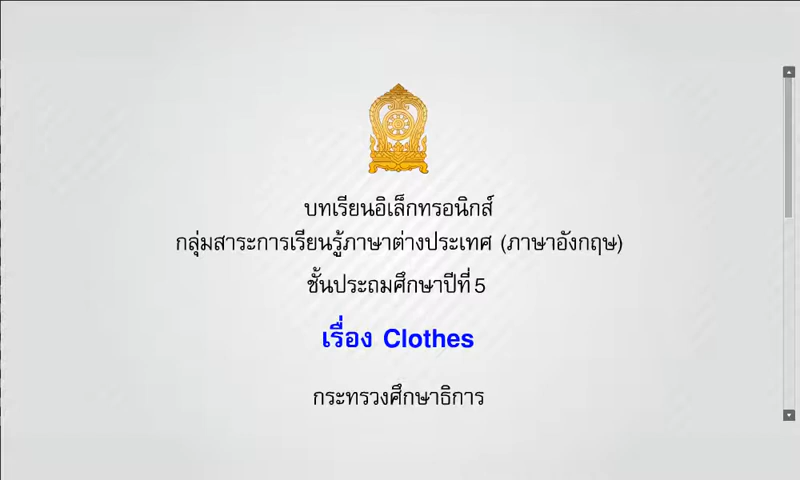 บทเรียนอิเล็กทรอนิกส์
กลุ่มสาระการเรียนรู้ภาษาต่างประเทศ (ภาษาอังกฤษ)
ชั้นประถมศึกษาปีที่ 5
เรื่อง Clothes
กระทรวงศึกษาธิการ